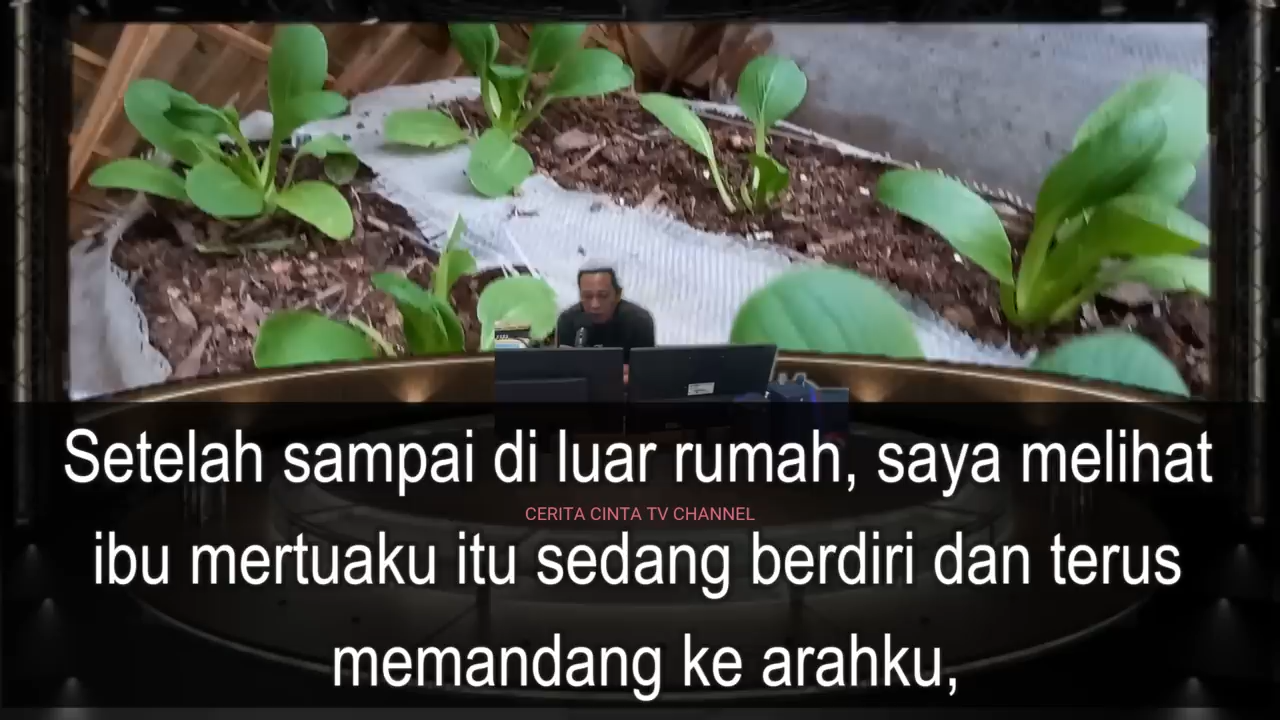 Setelah sampai di luar rumah, saya melihat
CERITA CINTA TV CHANNEL
ibu mertuaku itu sedang berdiri dan terus
memandang ke arahku,